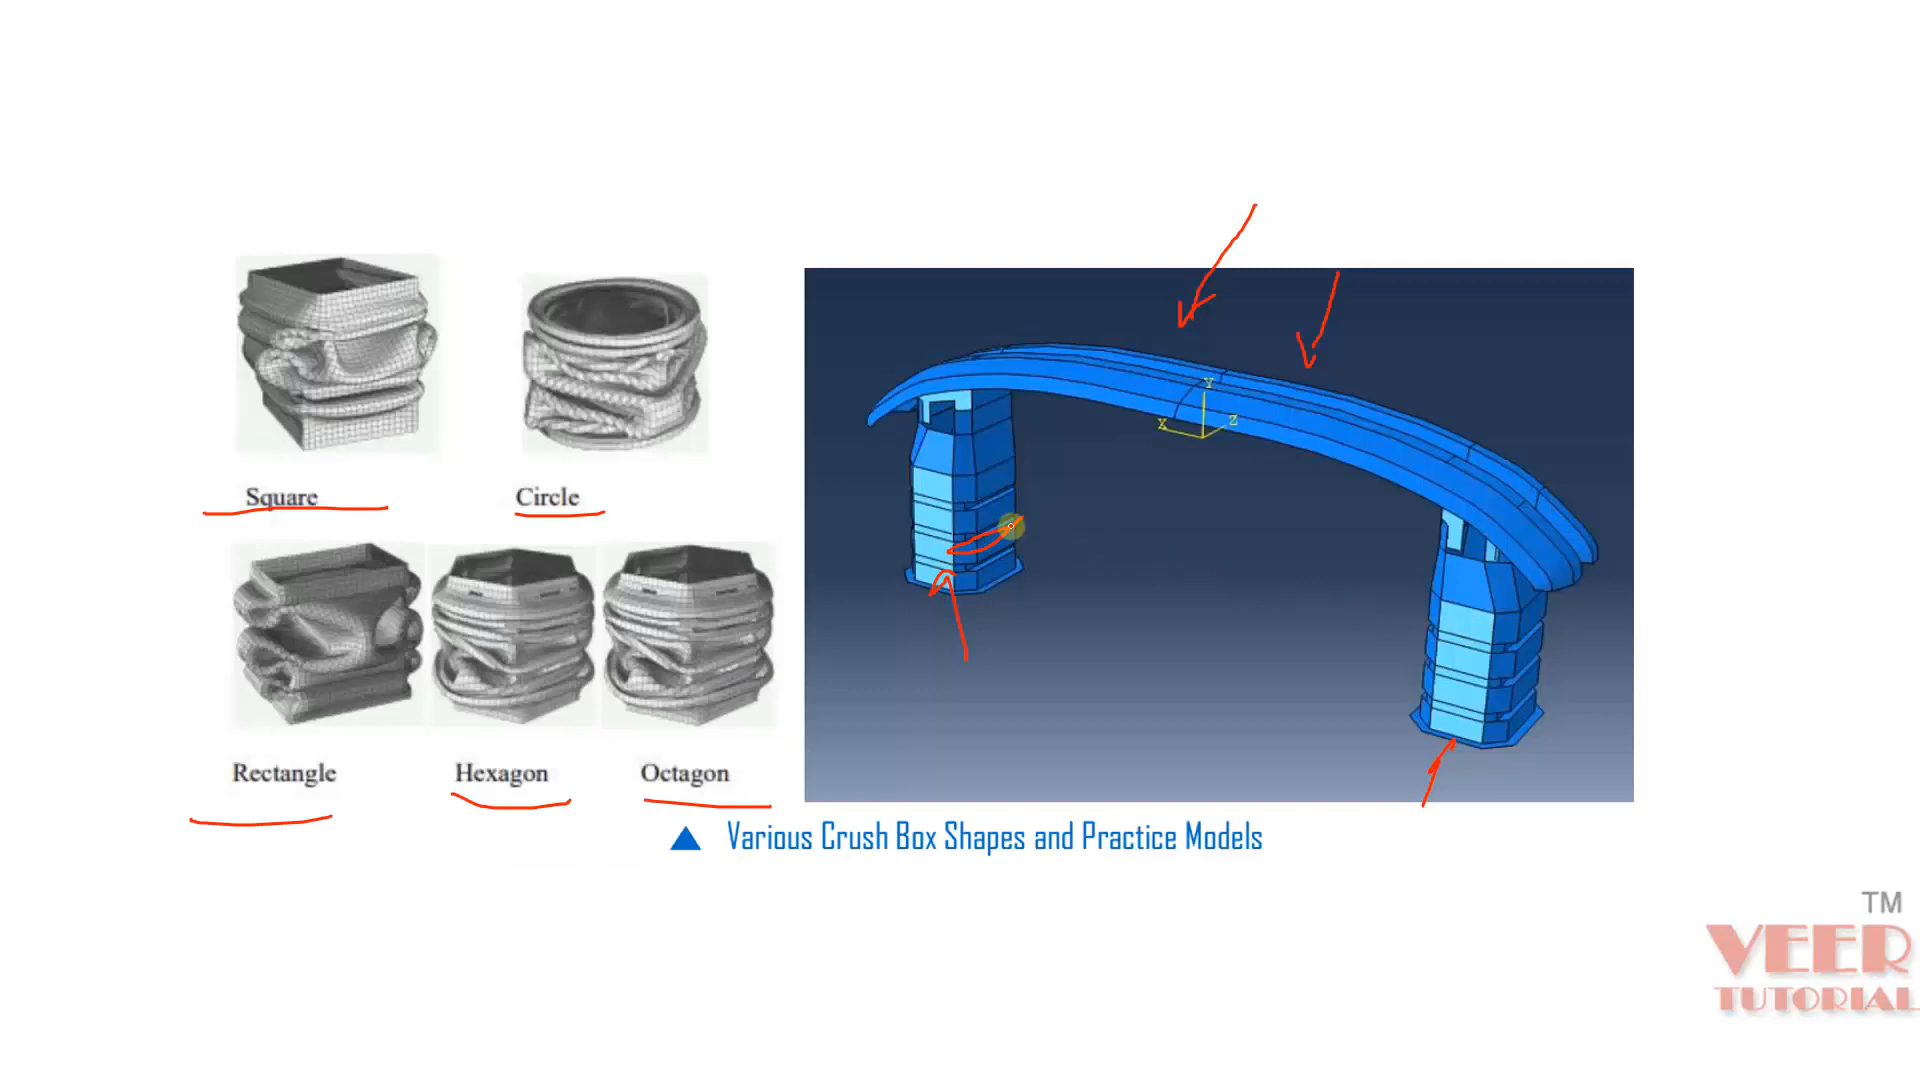 Square
Circle
Rectangle
Hexagon
Octagon
Y
X
Z
Various Crush Box Shapes and Practice Models
TM
VEER
TUTORIAL